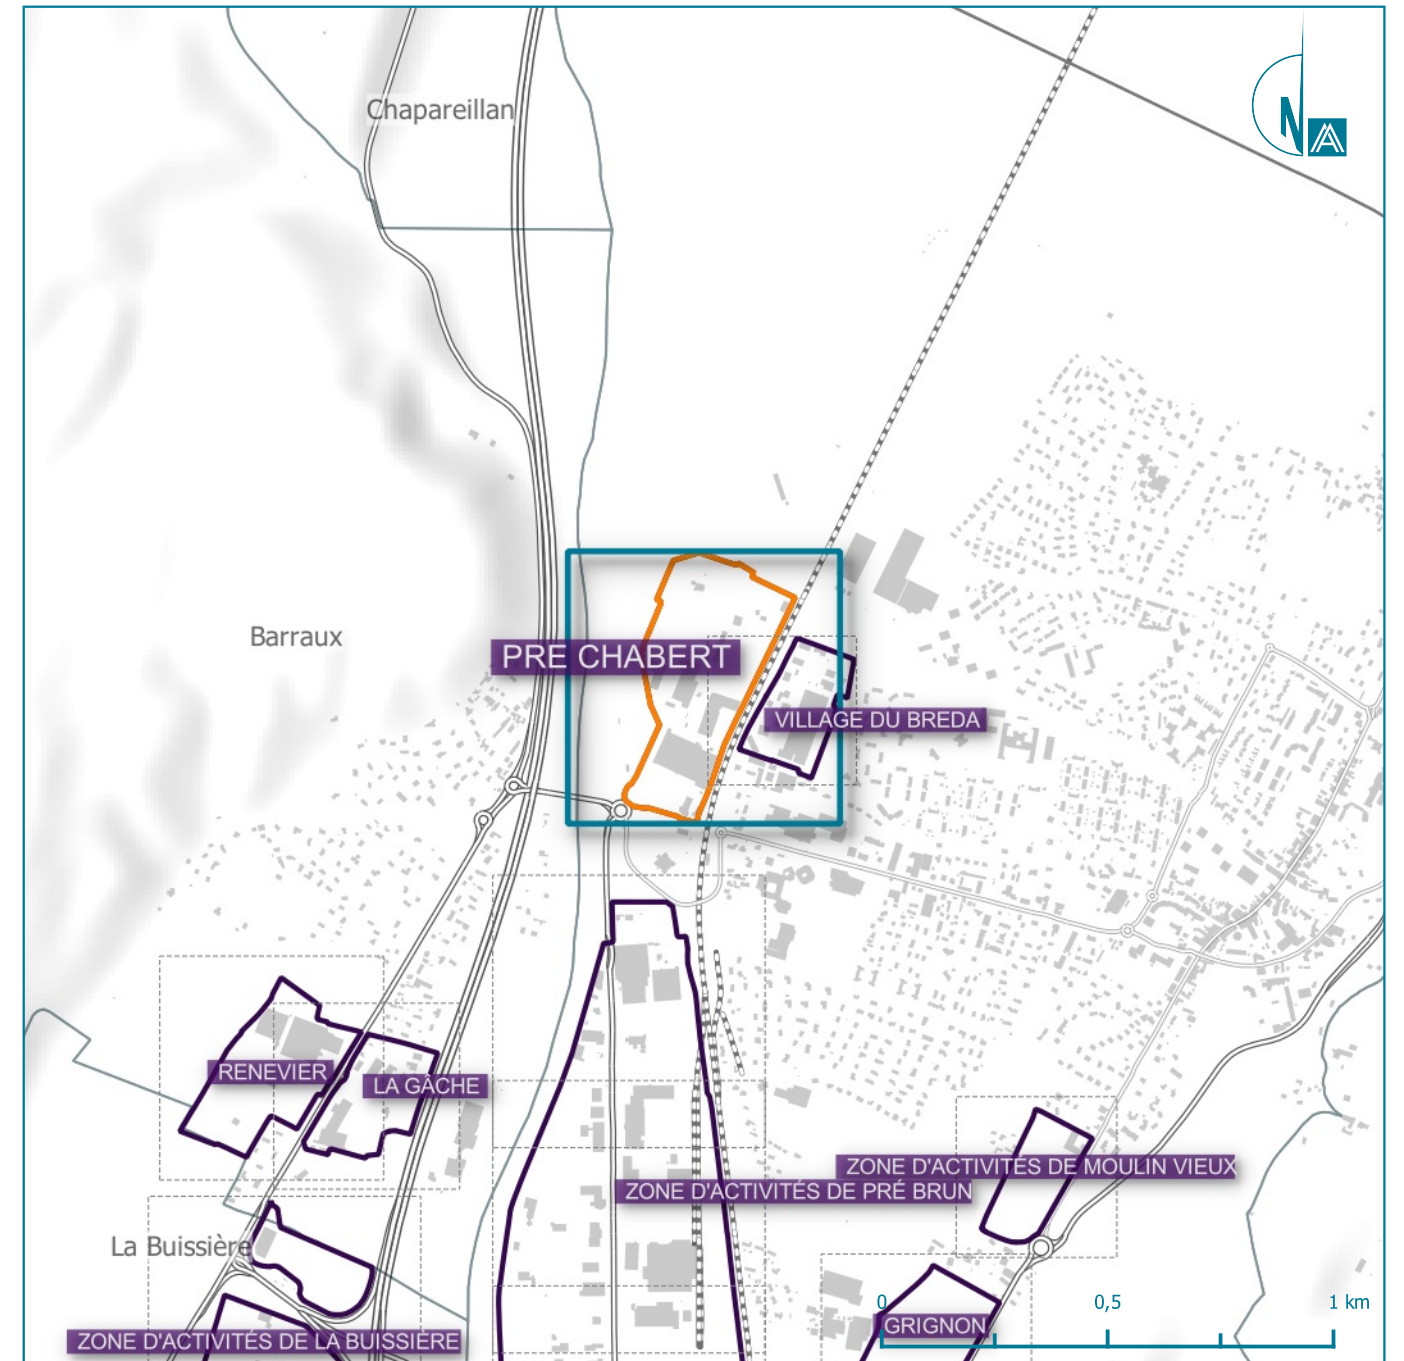 Chapareillan
N
Barraux
PRE CHABERT
VILLAGE DU BREDA
RENEVIER
LA GÂCHE
ZONE D'ACTIVITÉS DE MOULIN VIEUX
ZONE D'ACTIVITÉS DE PRÉ BRUN
La Buissière
0
0,5
1 km
GRIGNON
ZONE D'ACTIVITÉS DE LA BUISSIÈRE